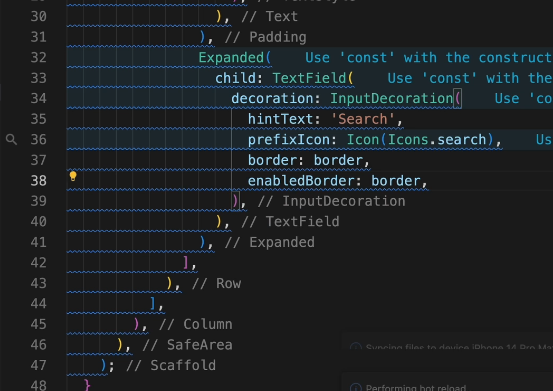 30 ), // Text
31 ), // Padding
32 Expanded( Use 'const' with the construct
33 child: TextField( Use 'const' with the
34 decoration: InputDecoration( Use 'co
35 hintText: 'Search',
36 prefixIcon: Icon(Icons.search), Us
37 border: border,
38 enabledBorder: border,
39 ), // InputDecoration
40 ), // TextField
41 ), // Expanded
42 ],
43 ), // Row
44 ],
45 ), // Column
46 ), // SafeArea
Syncing files to device iPhone 14 Pro Ma
47 ); // Scaffold
48 }
Performing hot reload